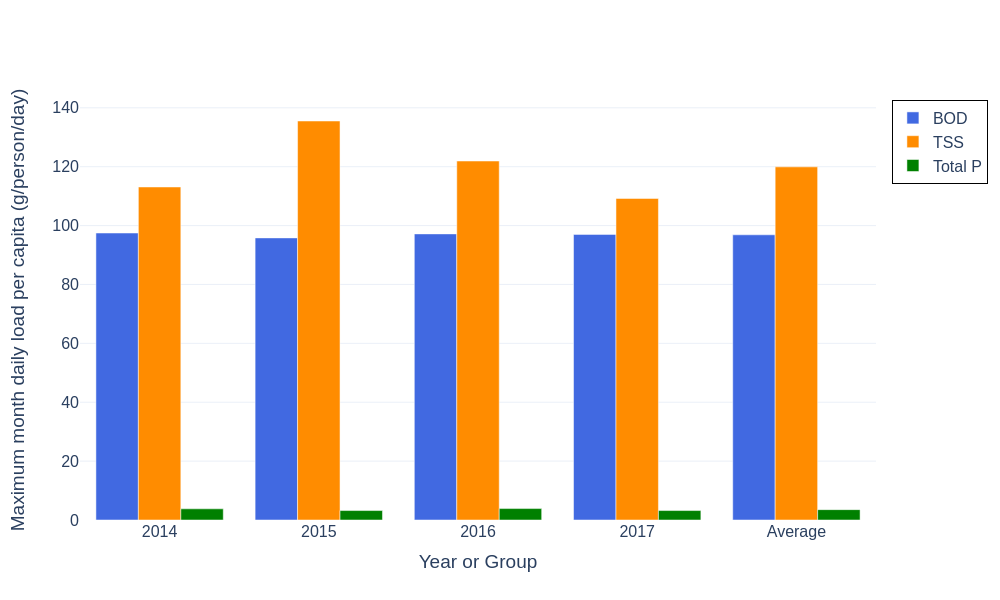 Maximum month daily load per capita (g/person/day)
140
120
100
80
60
40
20
0
2014
2015
2016
2017
Average
Year or Group
BOD
TSS
Total P